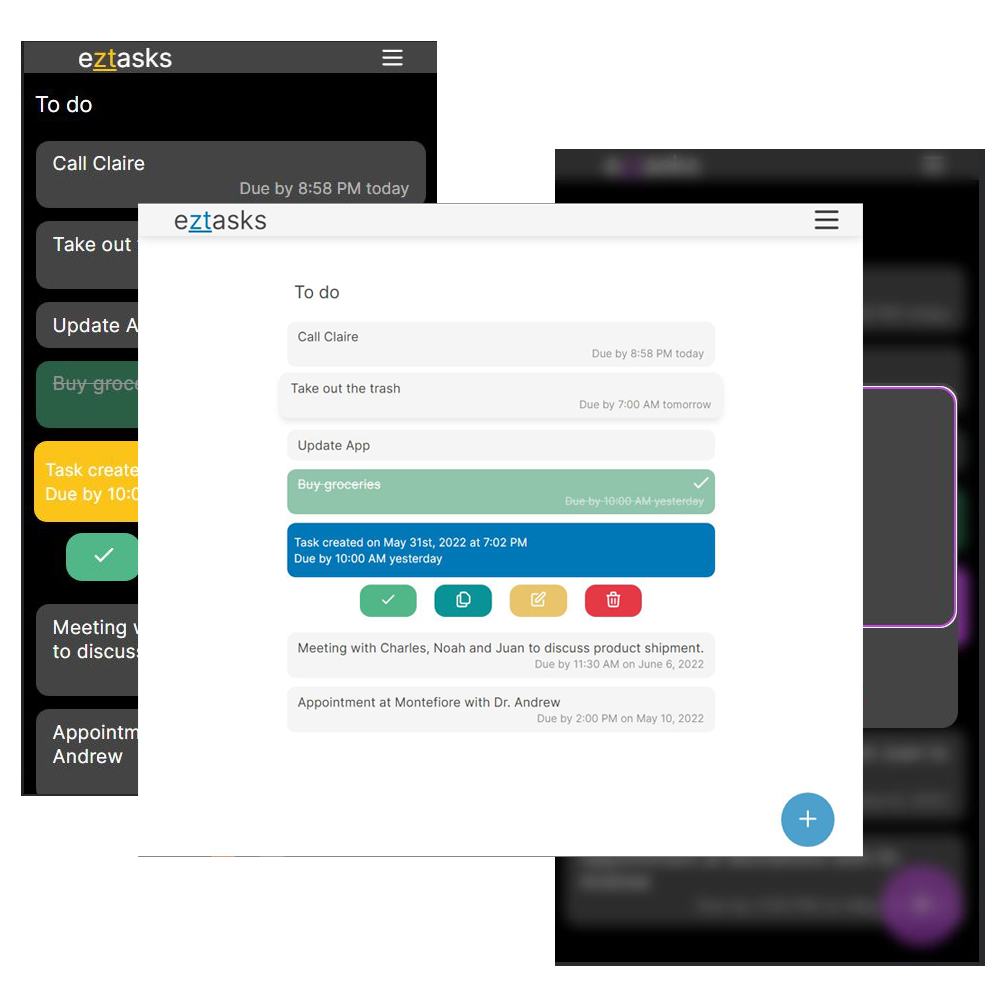 eztasks
To do
Call Claire
Due by 8:58 PM today
Take out
Update A
Buy groce
Task create
Due by 10:0
Meeting
to discus
Appointm
Andrew
eztasks
To do
Call Claire
Due by 8:58 PM today
Take out the trash
Due by 7:00 AM tomorrow
Update App
Buy groceries
Due by 10:00 AM yesterday
Task created on May 31st, 2022 at 7:02 PM
Due by 10:00 AM yesterday
Meeting with Charles, Noah and Juan to discuss product shipment.
Due by 11:30 AM on June 6, 2022
Appointment at Montefiore with Dr. Andrew
Due by 2:00 PM on May 10, 2022